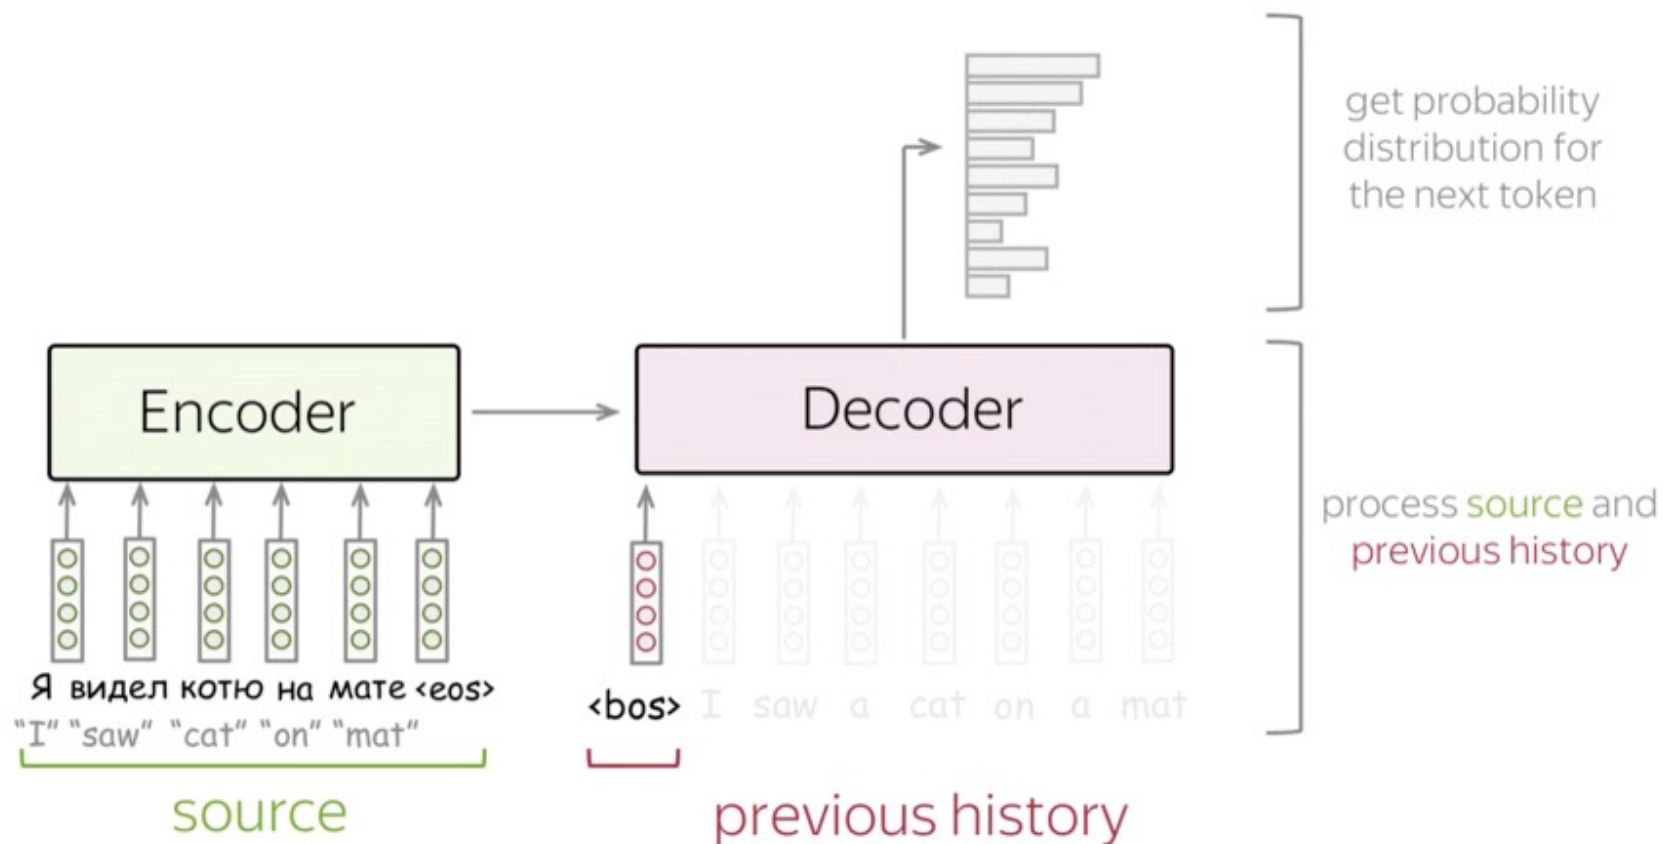 get probability
distribution for
the next token
Encoder
Decoder
process source and
previous history
Я видел котю на мате <eos>
"I" "saw" "cat" "on" "mat"
<bos> I saw a cat on a mat
source
previous history